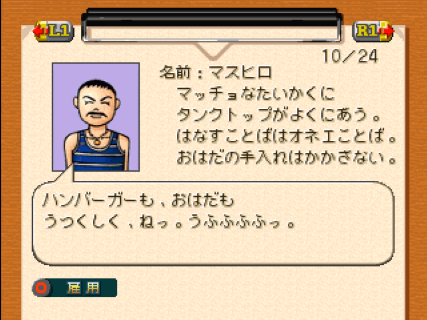 L1
R1
10/24
名前：マスヒロ
マッチョなたいかくに
タンクトップがよくにあう。
はなすことばはオネエことば。
おはだの手入れはかかさない。
ハンバーガーも、おはだも
うつくしく、ねっ。うふふふふっ。
雇用